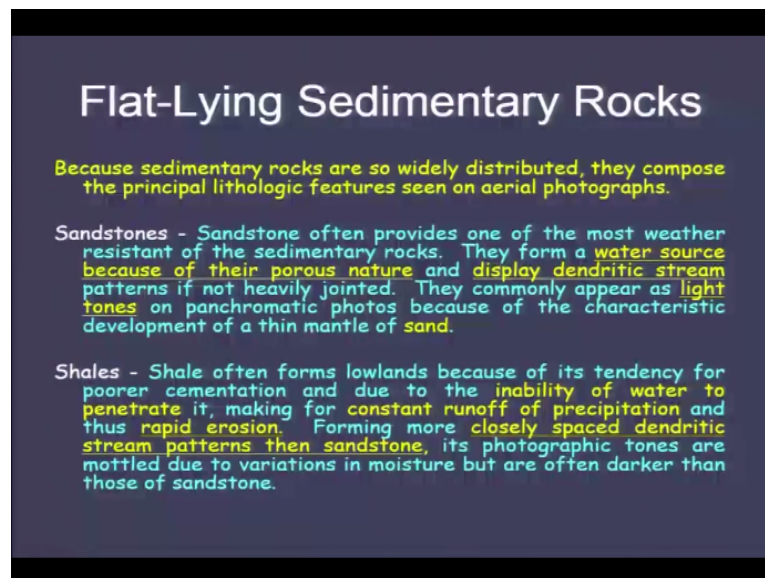 Flat-Lying Sedimentary Rocks
Because sedimentary rocks are so widely distributed, they compose
the principal lithologic features seen on aerial photographs.
Sandstones - Sandstone often provides one of the most weather
resistant of the sedimentary rocks. They form a water source
because of their porous nature and display dendritic stream
patterns if not heavily jointed. They commonly appear as light
tones on panchromatic photos because of the characteristic
development of a thin mantle of sand.
Shales - Shale often forms lowlands because of its tendency for
poorer cementation and due to the inability of water to
penetrate it, making for constant runoff of precipitation and
thus rapid erosion. Forming more closely spaced dendritic
stream patterns then sandstone, its photographic tones are
mottled due to variations in moisture but are often darker than
those of sandstone.